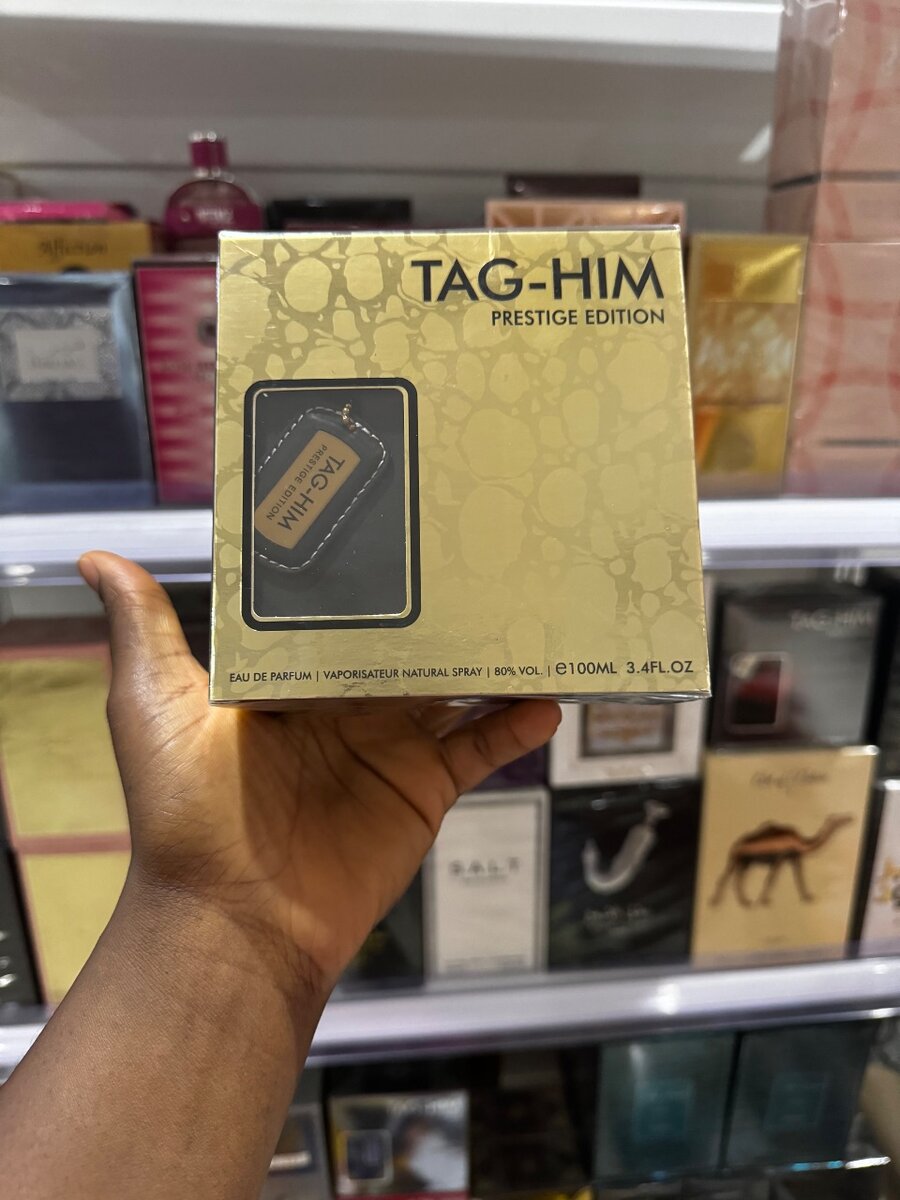 TAG-HIM
PRESTIGE EDITION
TAG-HIM
PRESTIGE EDITION
EAU DE PARFUM | VAPORISATEUR NATURAL SPRAY | 80% VOL. | ℮100ML 3.4FL.OZ
TAG-HIM
SALT